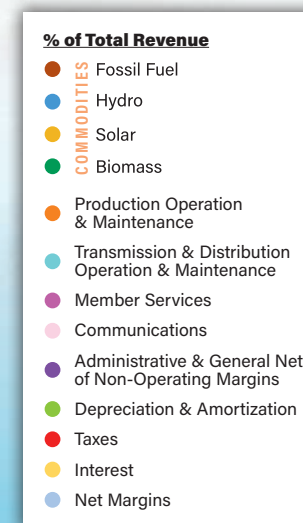 % of Total Revenue
COMMODITIES
Fossil Fuel
Hydro
Solar
Biomass
Production Operation
& Maintenance
Transmission & Distribution
Operation & Maintenance
Member Services
Communications
Administrative & General Net
of Non-Operating Margins
Depreciation & Amortization
Taxes
Interest
Net Margins